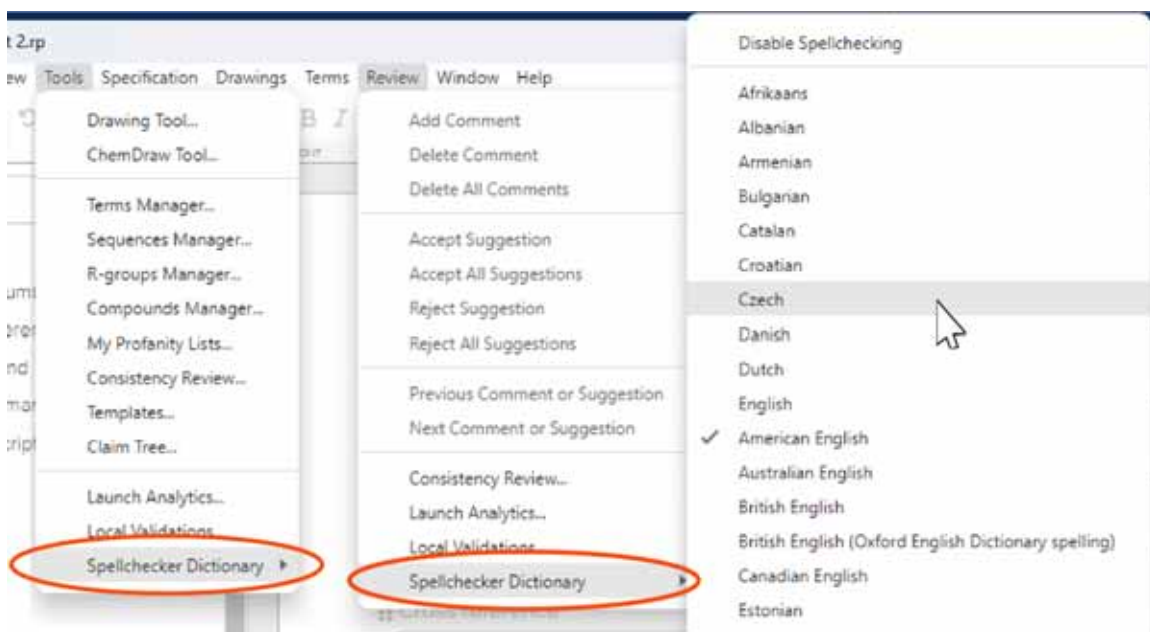 t 2.rp
ew Tools Specification Drawings Terms Review Window Help
B I
Drawing Tool...
ChemDraw Tool...
Terms Manager...
Sequences Manager...
R-groups Manager...
Compounds Manager...
My Profanity Lists...
Consistency Review...
Templates...
Claim Tree...
Launch Analytics...
Local Validations
Spellchecker Dictionary
Add Comment
Delete Comment
Delete All Comments
Accept Suggestion
Accept All Suggestions
Reject Suggestion
Reject All Suggestions
Previous Comment or Suggestion
Next Comment or Suggestion
Consistency Review...
Launch Analytics...
Local Validations
Spellchecker Dictionary
Disable Spellchecking
Afrikaans
Albanian
Armenian
Bulgarian
Catalan
Croatian
Czech
Danish
Dutch
English
American English
Australian English
British English
British English (Oxford English Dictionary spelling)
Canadian English
Estonian